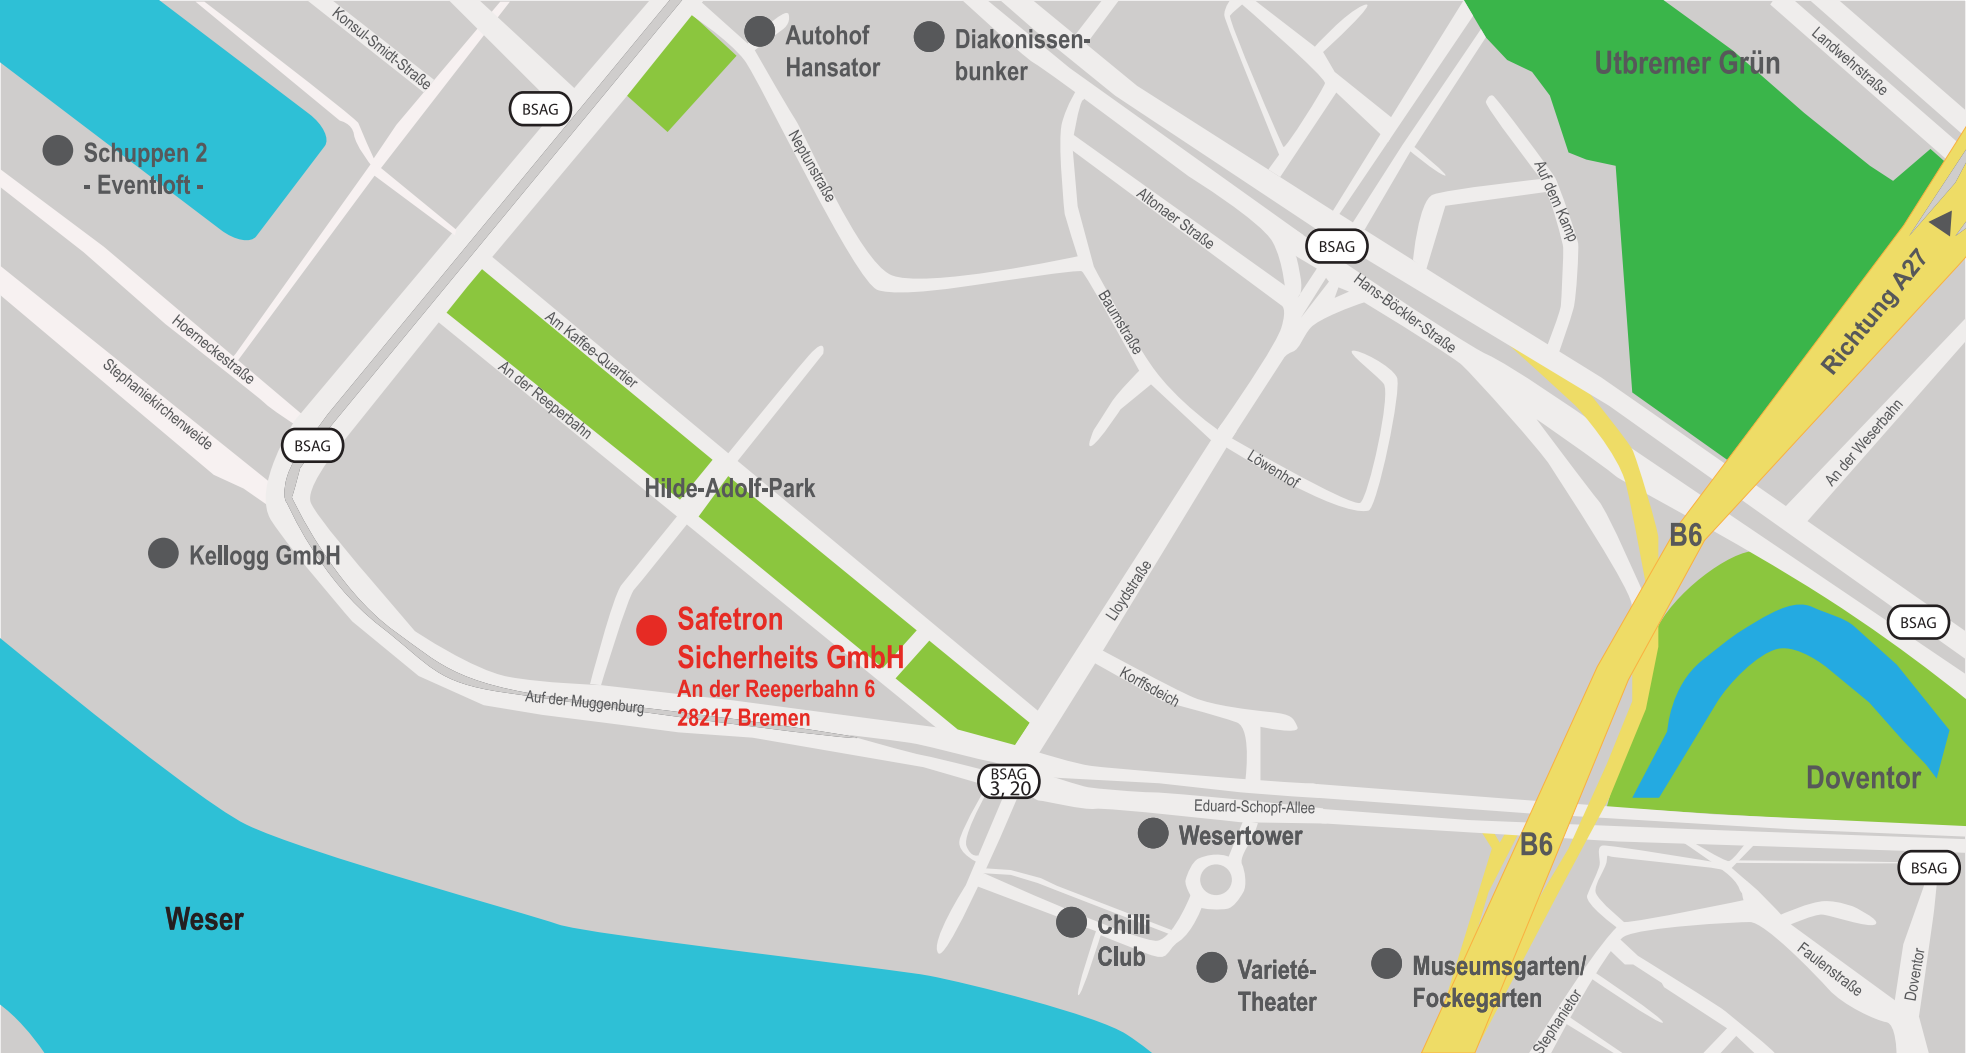 Konsul-Smidt-Straße
BSAG
Autohof
Hansator
Diakonissen-
bunker
Utbremer Grün
Landwehrstraße
Schuppen 2
- Eventloft -
Neptunstraße
Altonaer Straße
Auf dem Kamp
BSAG
Richtung A27
Hans-Böckler-Straße
Baumstraße
Am Kaffee-Quartier
An der Reeperbahn
Hoerneckestraße
Stephaniekirchenweide
BSAG
An der Weserbahn
Löwenhof
Hilde-Adolf-Park
B6
Kellogg GmbH
Lloydstraße
Safetron
Sicherheits GmbH
An der Reeperbahn 6
28217 Bremen
BSAG
Korffsdeich
Auf der Muggenburg
BSAG
3, 20
Doventor
Eduard-Schopf-Allee
Wesertower
B6
BSAG
Weser
Chilli
Club
Varieté-
Theater
Museumsgarten/
Fockegarten
Faulenstraße
Doventor
Stephanietor